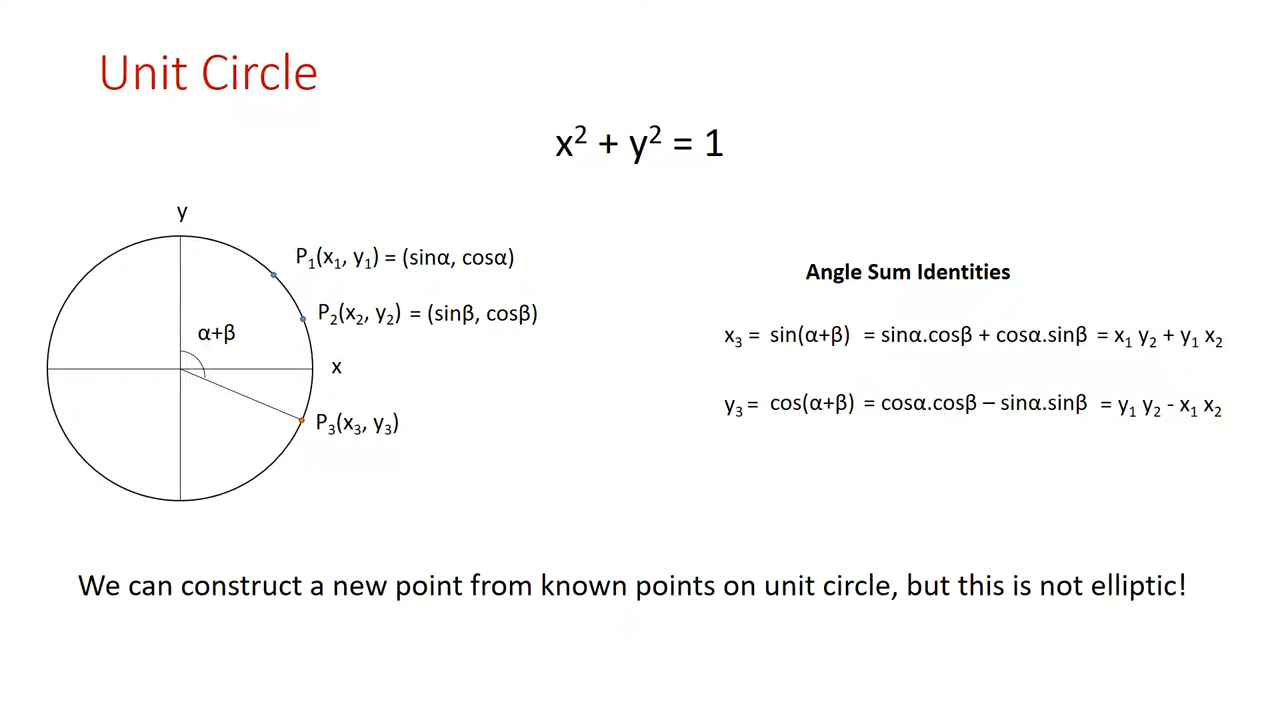 Unit Circle
x² + y² = 1
y
P₁(x₁, y₁) = (sinα, cosα)
P₂(x₂, y₂) = (sinβ, cosβ)
α+β
x
P₃(x₃, y₃)
Angle Sum Identities
x₃ = sin(α+β) = sinα.cosβ + cosα.sinβ = x₁ y₂ + y₁ x₂
y₃ = cos(α+β) = cosα.cosβ – sinα.sinβ = y₁ y₂ - x₁ x₂
We can construct a new point from known points on unit circle, but this is not elliptic!